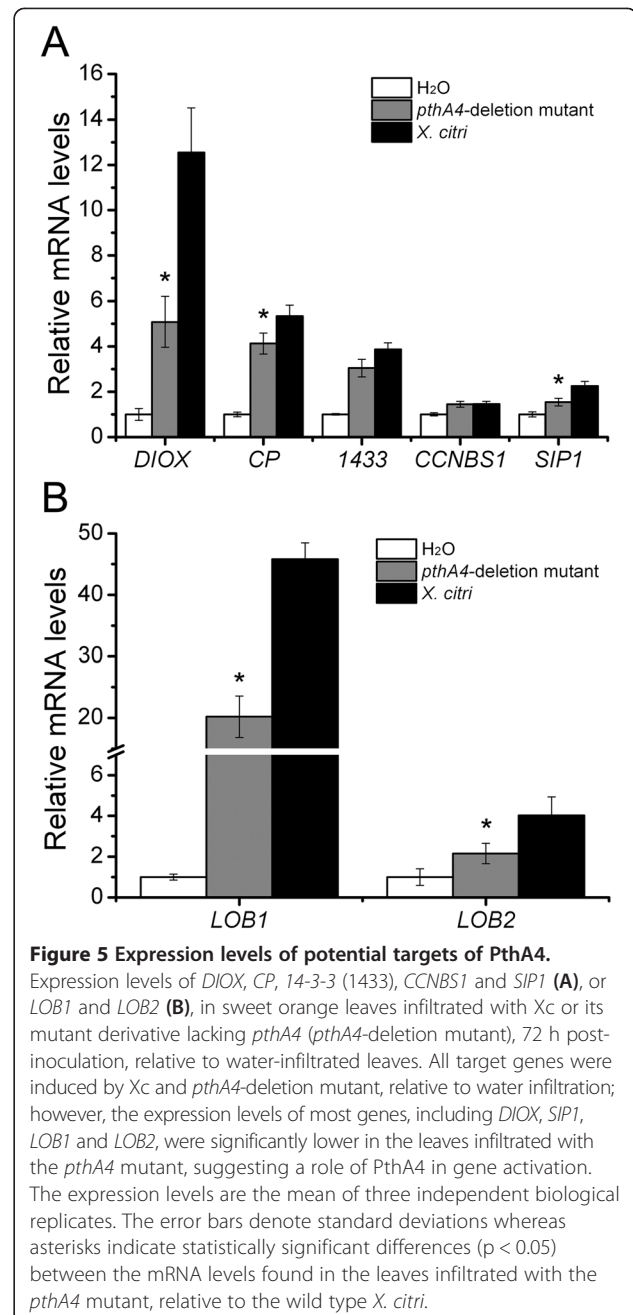 A
16
14
12
10
8
6
4
2
0
Relative mRNA levels
H₂O
pthA4-deletion mutant
X. citri
*
*
*
DIOX CP 1433 CCNBS1 SIP1
B
50
40
30
20
6
4
2
0
Relative mRNA levels
H₂O
pthA4-deletion mutant
X. citri
*
*
LOB1 LOB2
Figure 5 Expression levels of potential targets of PthA4.
Expression levels of DIOX, CP, 14-3-3 (1433), CCNBS1 and SIP1 (A), or
LOB1 and LOB2 (B), in sweet orange leaves infiltrated with Xc or its
mutant derivative lacking pthA4 (pthA4-deletion mutant), 72 h post-
inoculation, relative to water-infiltrated leaves. All target genes were
induced by Xc and pthA4-deletion mutant, relative to water infiltration;
however, the expression levels of most genes, including DIOX, SIP1,
LOB1 and LOB2, were significantly lower in the leaves infiltrated with
the pthA4 mutant, suggesting a role of PthA4 in gene activation.
The expression levels are the mean of three independent biological
replicates. The error bars denote standard deviations whereas
asterisks indicate statistically significant differences (p < 0.05)
between the mRNA levels found in the leaves infiltrated with the
pthA4 mutant, relative to the wild type X. citri.